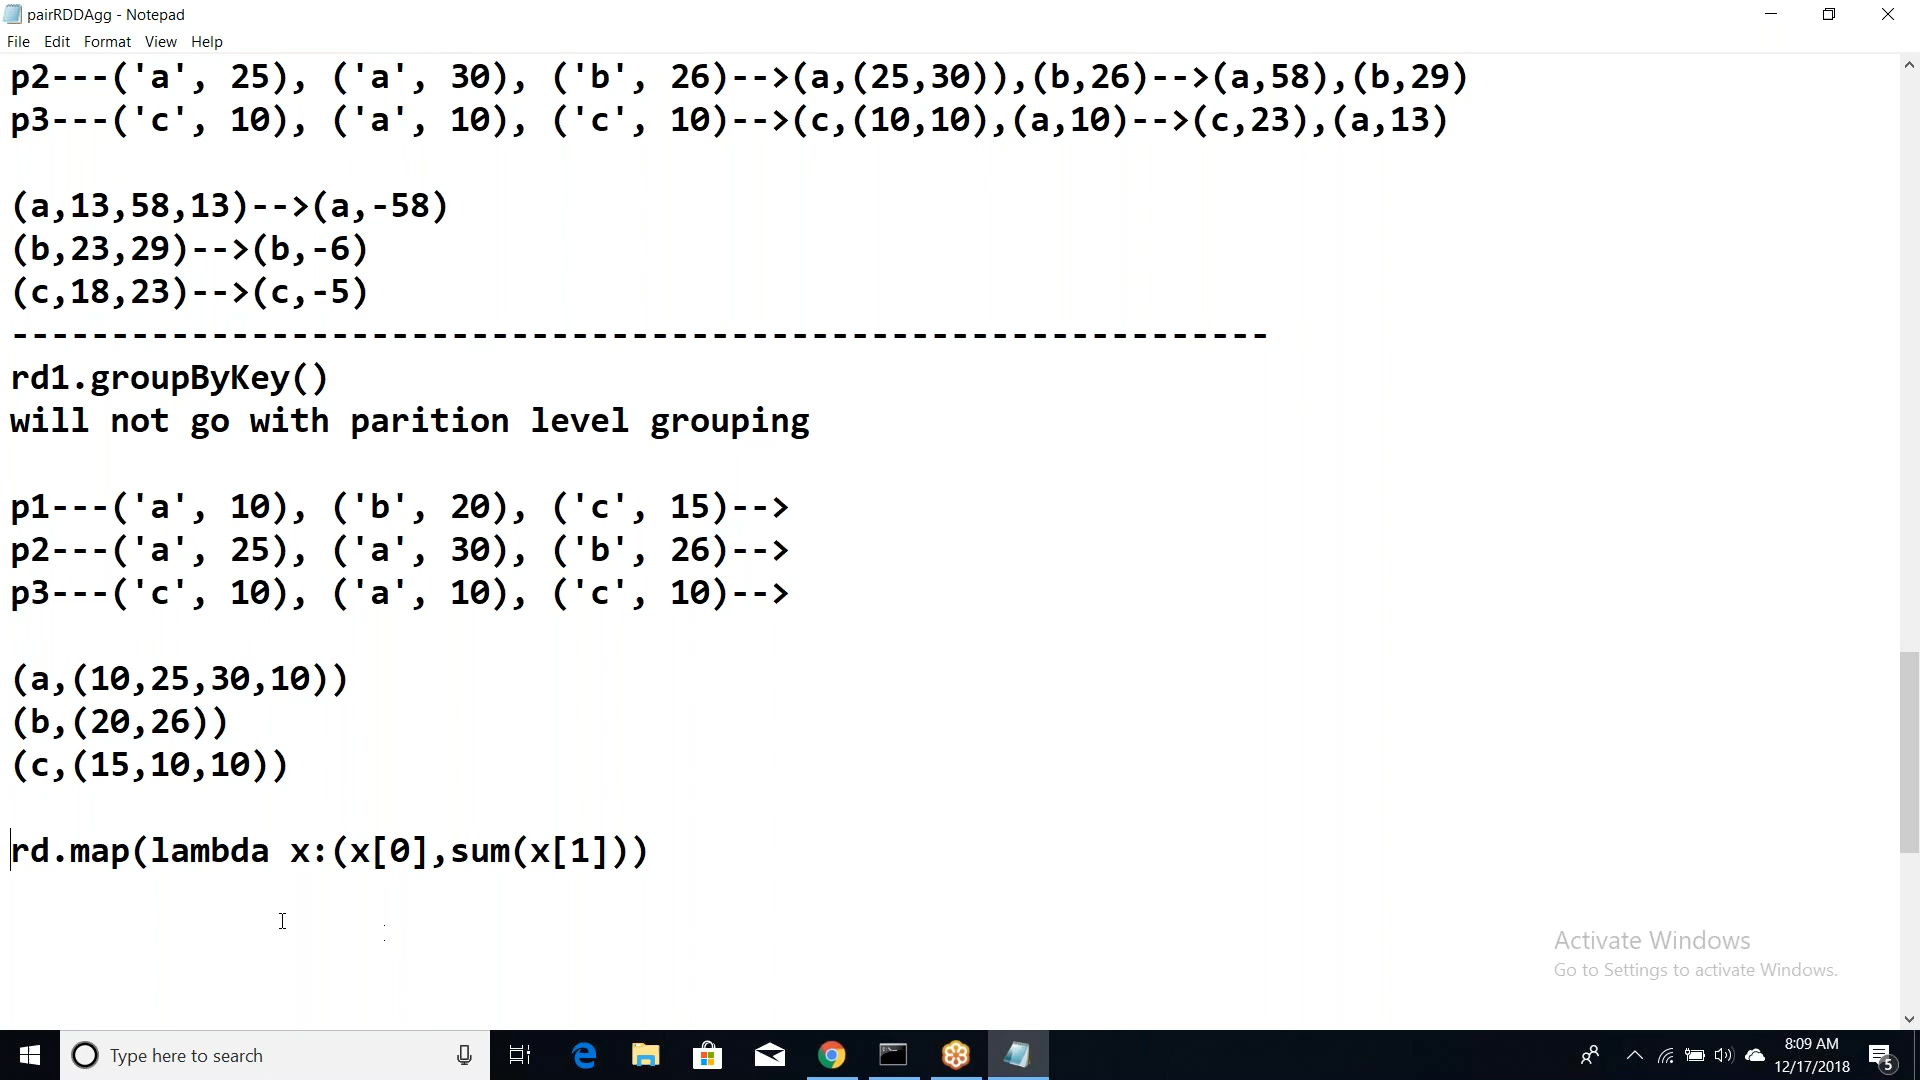 pairRDDAgg - Notepad
File Edit Format View Help
p2---('a', 25), ('a', 30), ('b', 26)-->(a,(25,30)),(b,26)-->(a,58),(b,29)
p3---('c', 10), ('a', 10), ('c', 10)-->(c,(10,10),(a,10)-->(c,23),(a,13)
(a,13,58,13)-->(a,-58)
(b,23,29)-->(b,-6)
(c,18,23)-->(c,-5)
---------------------------------------------------------------
rd1.groupByKey()
will not go with parition level grouping
p1---('a', 10), ('b', 20), ('c', 15)-->
p2---('a', 25), ('a', 30), ('b', 26)-->
p3---('c', 10), ('a', 10), ('c', 10)-->
(a,(10,25,30,10))
(b,(20,26))
(c,(15,10,10))
rd.map(lambda x:(x[0],sum(x[1]))
Activate Windows
Go to Settings to activate Windows.
Type here to search
8:09 AM
12/17/2018
5